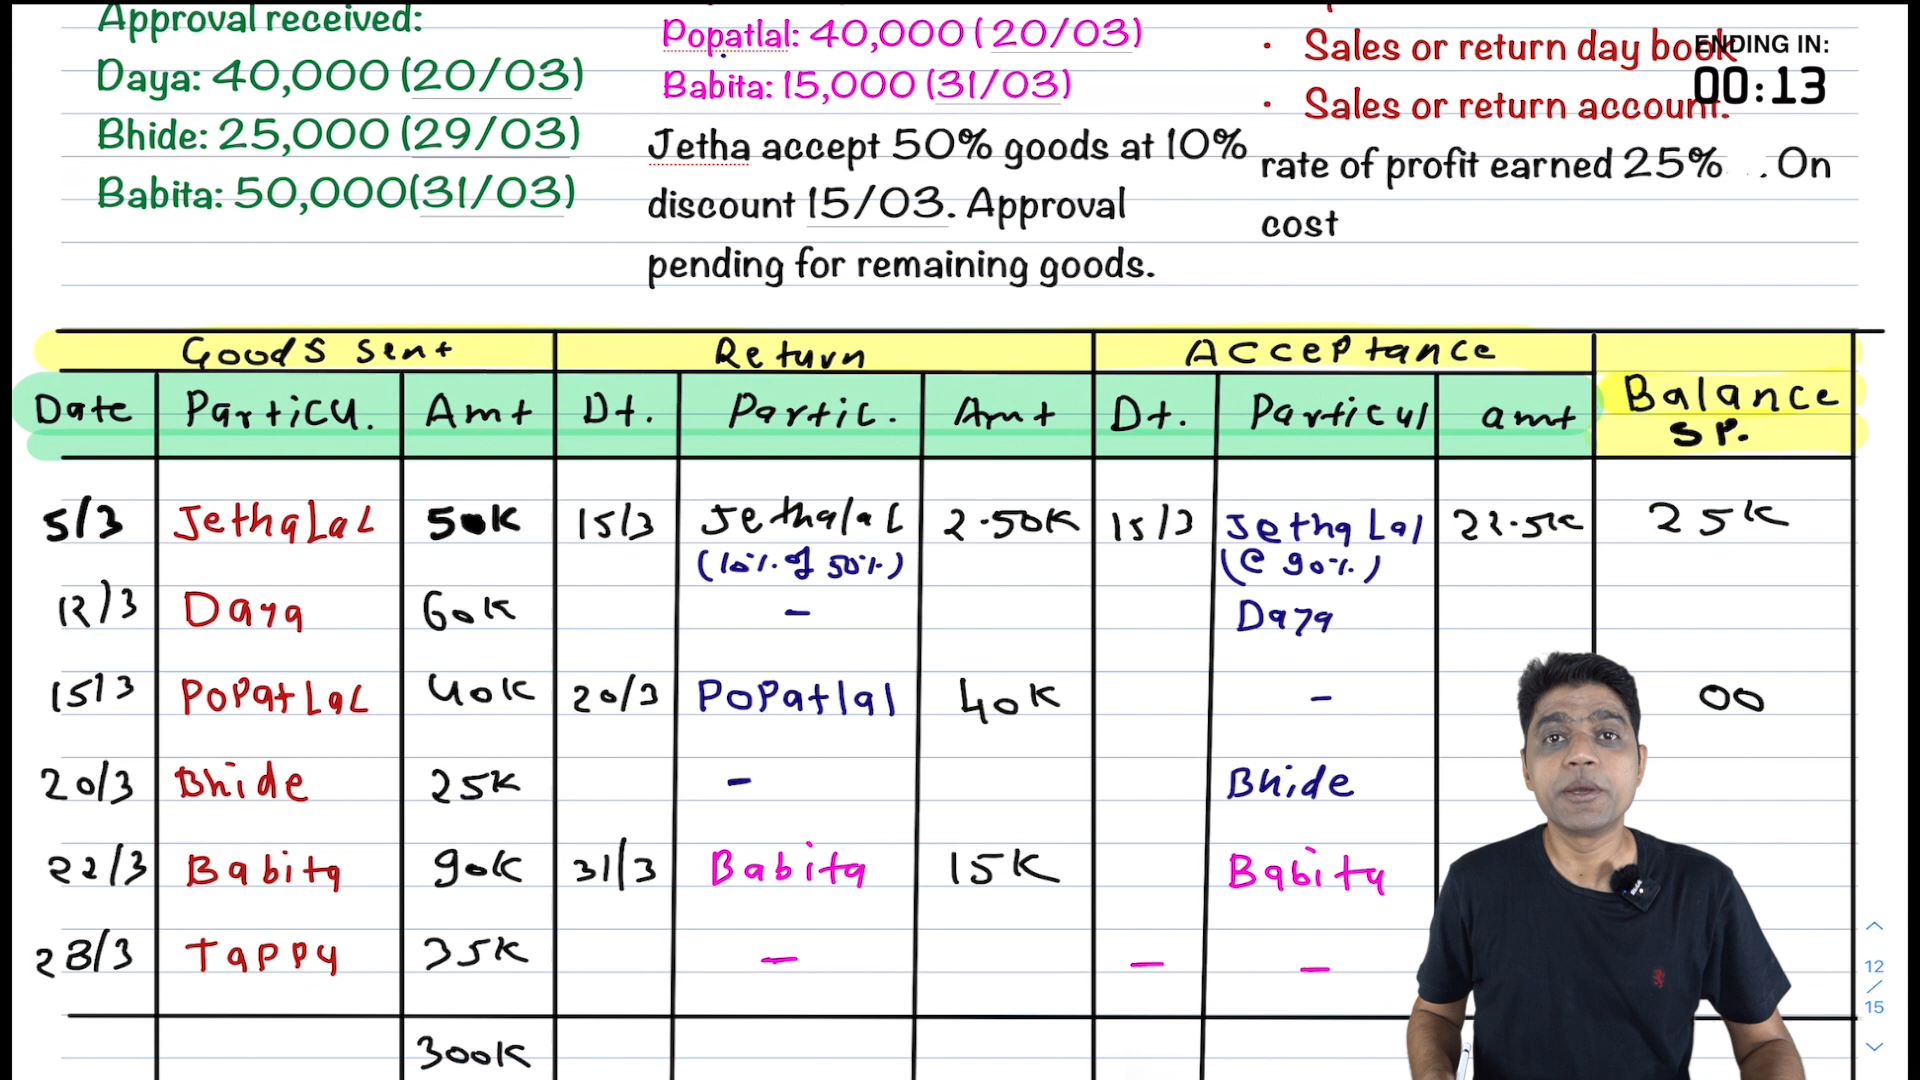 Approval received:
Daya: 40,000 (20/03)
Bhide: 25,000 (29/03)
Babita: 50,000(31/03)
Popatlal: 40,000 (20/03)
Babita: 15,000 (31/03)
Jetha accept 50% goods at 10%
discount 15/03. Approval
pending for remaining goods.
· Sales or return day book
· Sales or return account.
rate of profit earned 25% . On
cost
ENDING IN:
00:13
Goods sent Return Acceptance
Date Particu. Amt Dt. Partic. Amt Dt. Particul amt Balance
SP.
5/3 JethaLaL 50K 15/3 Jethalal 2.50K 15/3 JethaLal 22.5K 25K
(10%. of 50%.) (@ 90%.)
12/3 Daya 60K - Daya
15/3 PoPatLaL 40K 20/3 PoPatlal 40K - 00
20/3 Bhide 25K - Bhide
22/3 Babita 90K 31/3 Babita 15K Babita
28/3 Tappy 35K - - -
300K
12
/
15